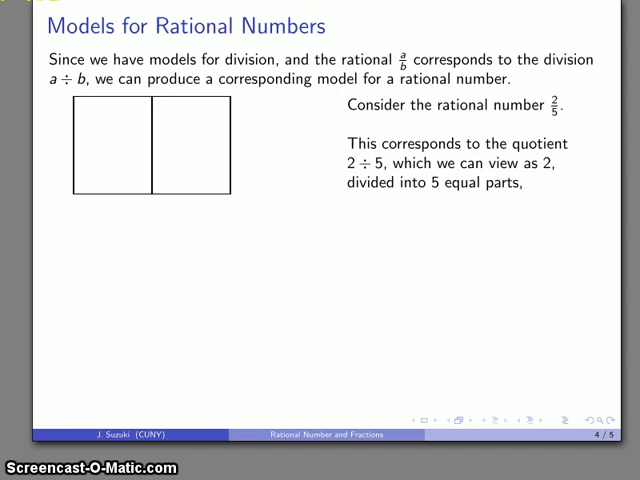 Models for Rational Numbers
Since we have models for division, and the rational a/b corresponds to the division
a ÷ b, we can produce a corresponding model for a rational number.
Consider the rational number 2/5.
This corresponds to the quotient
2 ÷ 5, which we can view as 2,
divided into 5 equal parts,
J. Suzuki (CUNY) Rational Number and Fractions 4 / 5
Screencast-O-Matic.com